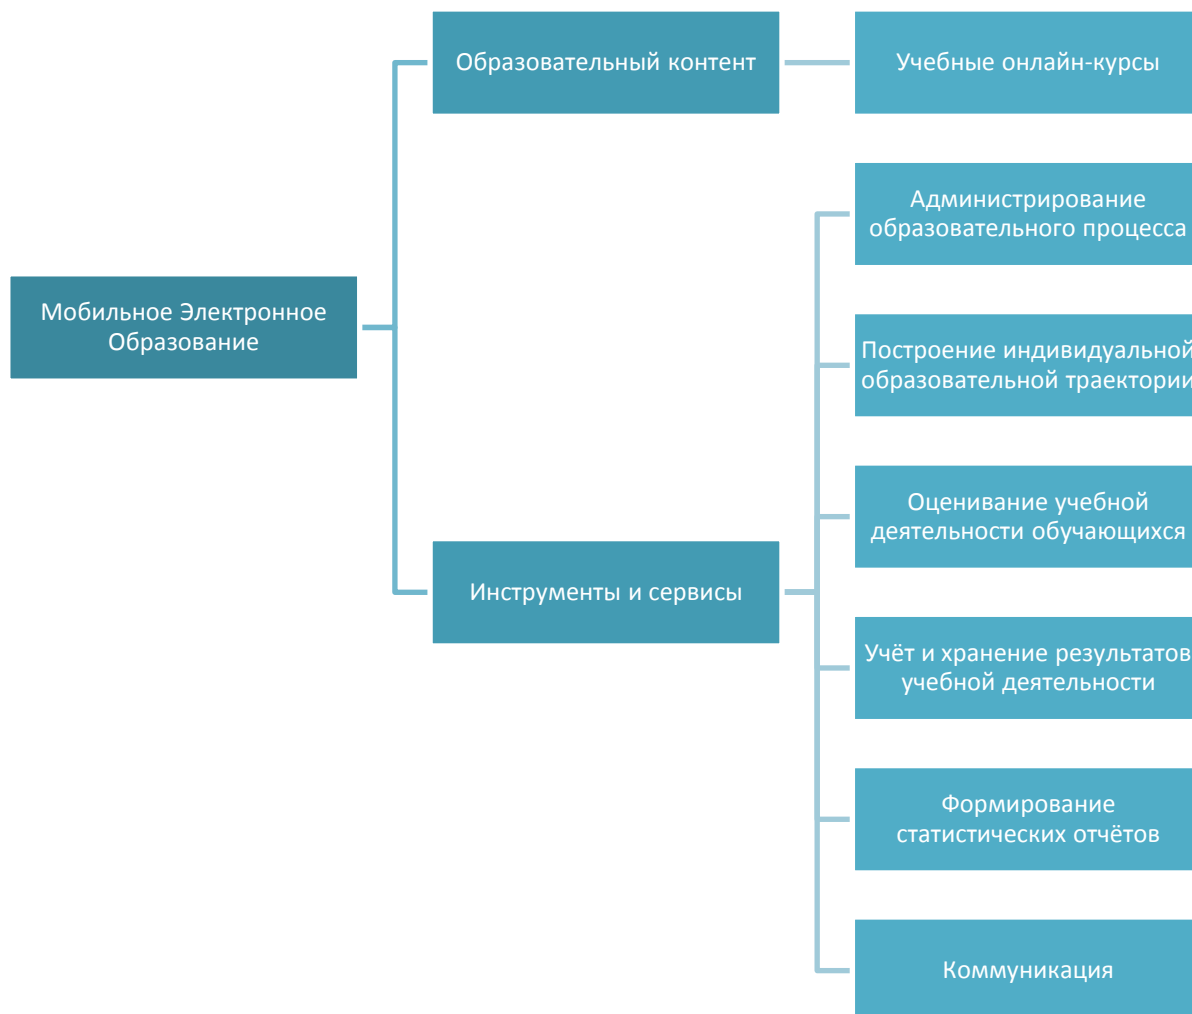 Образовательный контент
Учебные онлайн-курсы
Администрирование
образовательного процесса
Мобильное Электронное
Образование
Построение индивидуальной
образовательной траектории
Оценивание учебной
деятельности обучающихся
Инструменты и сервисы
Учёт и хранение результатов
учебной деятельности
Формирование
статистических отчётов
Коммуникация